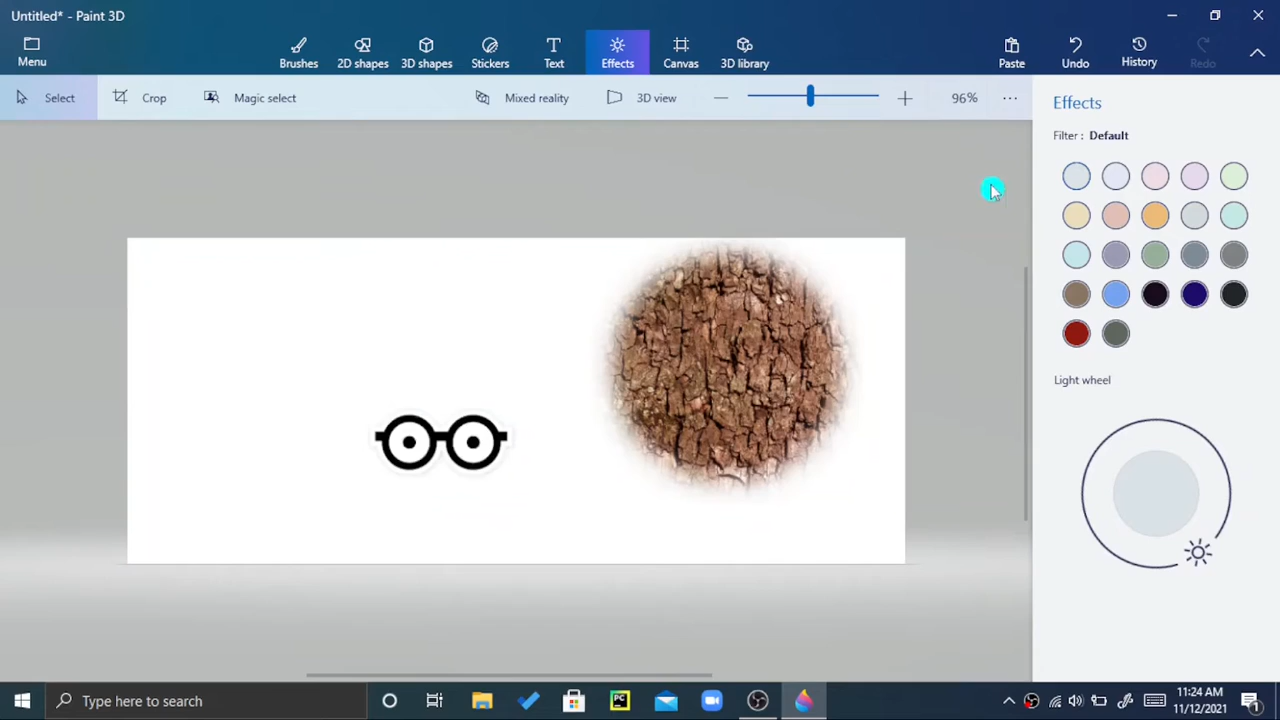 Untitled* - Paint 3D
Menu
Brushes
2D shapes
3D shapes
Stickers
Text
Effects
Canvas
3D library
Paste
Undo
History
Redo
Select
Crop
Magic select
Mixed reality
3D view
96%
Effects
Filter : Default
Light wheel
Type here to search
PC
11:24 AM
11/12/2021
1